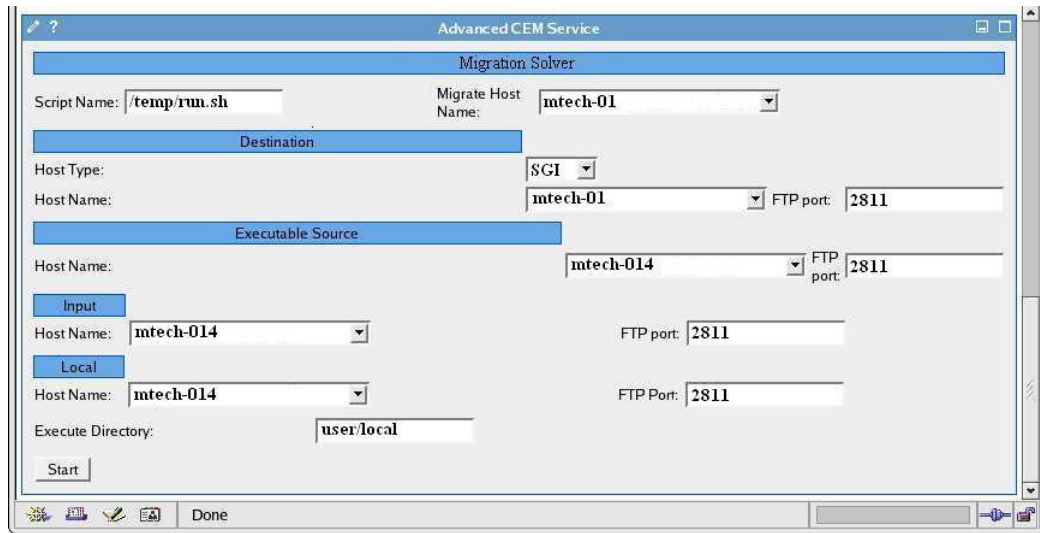 ? Advanced CEM Service
Migration Solver
Script Name: /temp/run.sh Migrate Host Name: mtech-01
Destination
Host Type: SGI
Host Name: mtech-01 FTP port: 2811
Executable Source
Host Name: mtech-014 FTP port: 2811
Input
Host Name: mtech-014 FTP port: 2811
Local
Host Name: mtech-014 FTP Port: 2811
Execute Directory: user/local
Start
Done